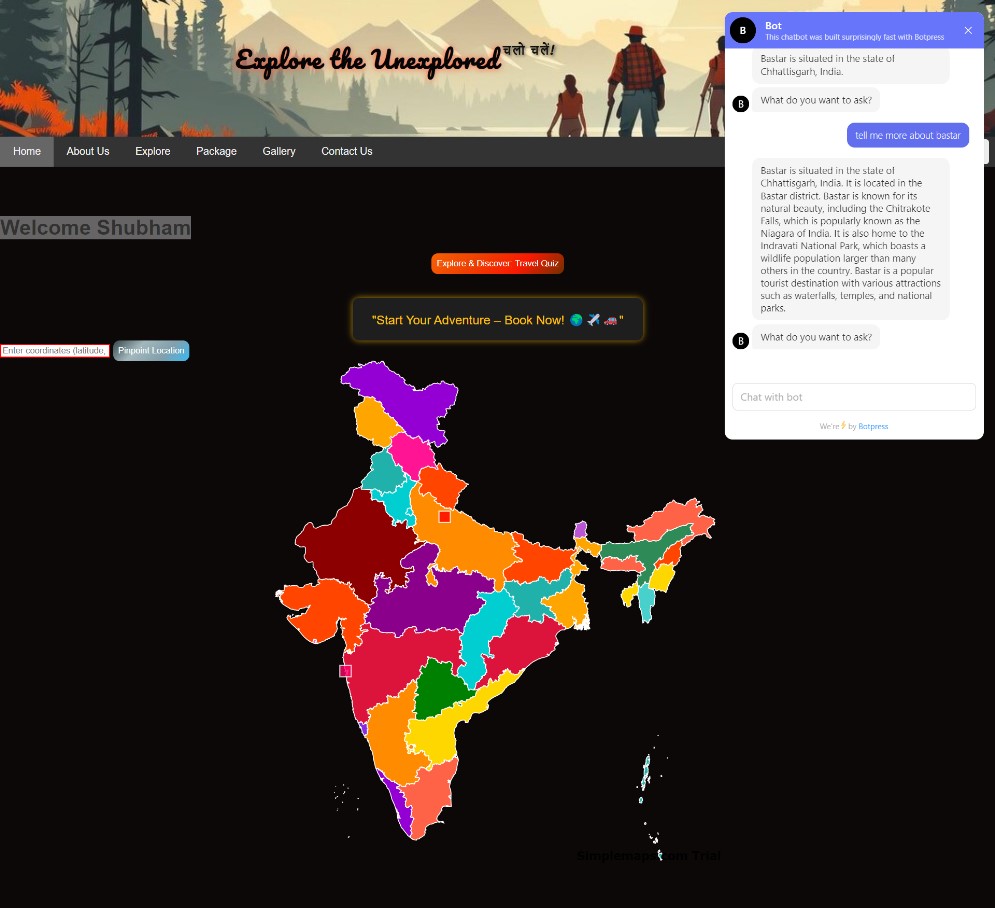 Explore the Unexplored चलो चलें!
Home About Us Explore Package Gallery Contact Us
Welcome Shubham
Explore & Discover: Travel Quiz
"Start Your Adventure – Book Now! 🌍 ✈️ 🚗 "
Enter coordinates (latitude, Pinpoint Location
Simplemaps.com Trial
B Bot
This chatbot was built surprisingly fast with Botpress
Bastar is situated in the state of
Chhattisgarh, India.
B What do you want to ask?
tell me more about bastar
Bastar is situated in the state of
Chhattisgarh, India. It is located in the
Bastar district. Bastar is known for its
natural beauty, including the Chitrakote
Falls, which is popularly known as the
Niagara of India. It is also home to the
Indravati National Park, which boasts a
wildlife population larger than many
others in the country. Bastar is a popular
tourist destination with various attractions
such as waterfalls, temples, and national
parks.
B What do you want to ask?
Chat with bot
We're ⚡ by Botpress